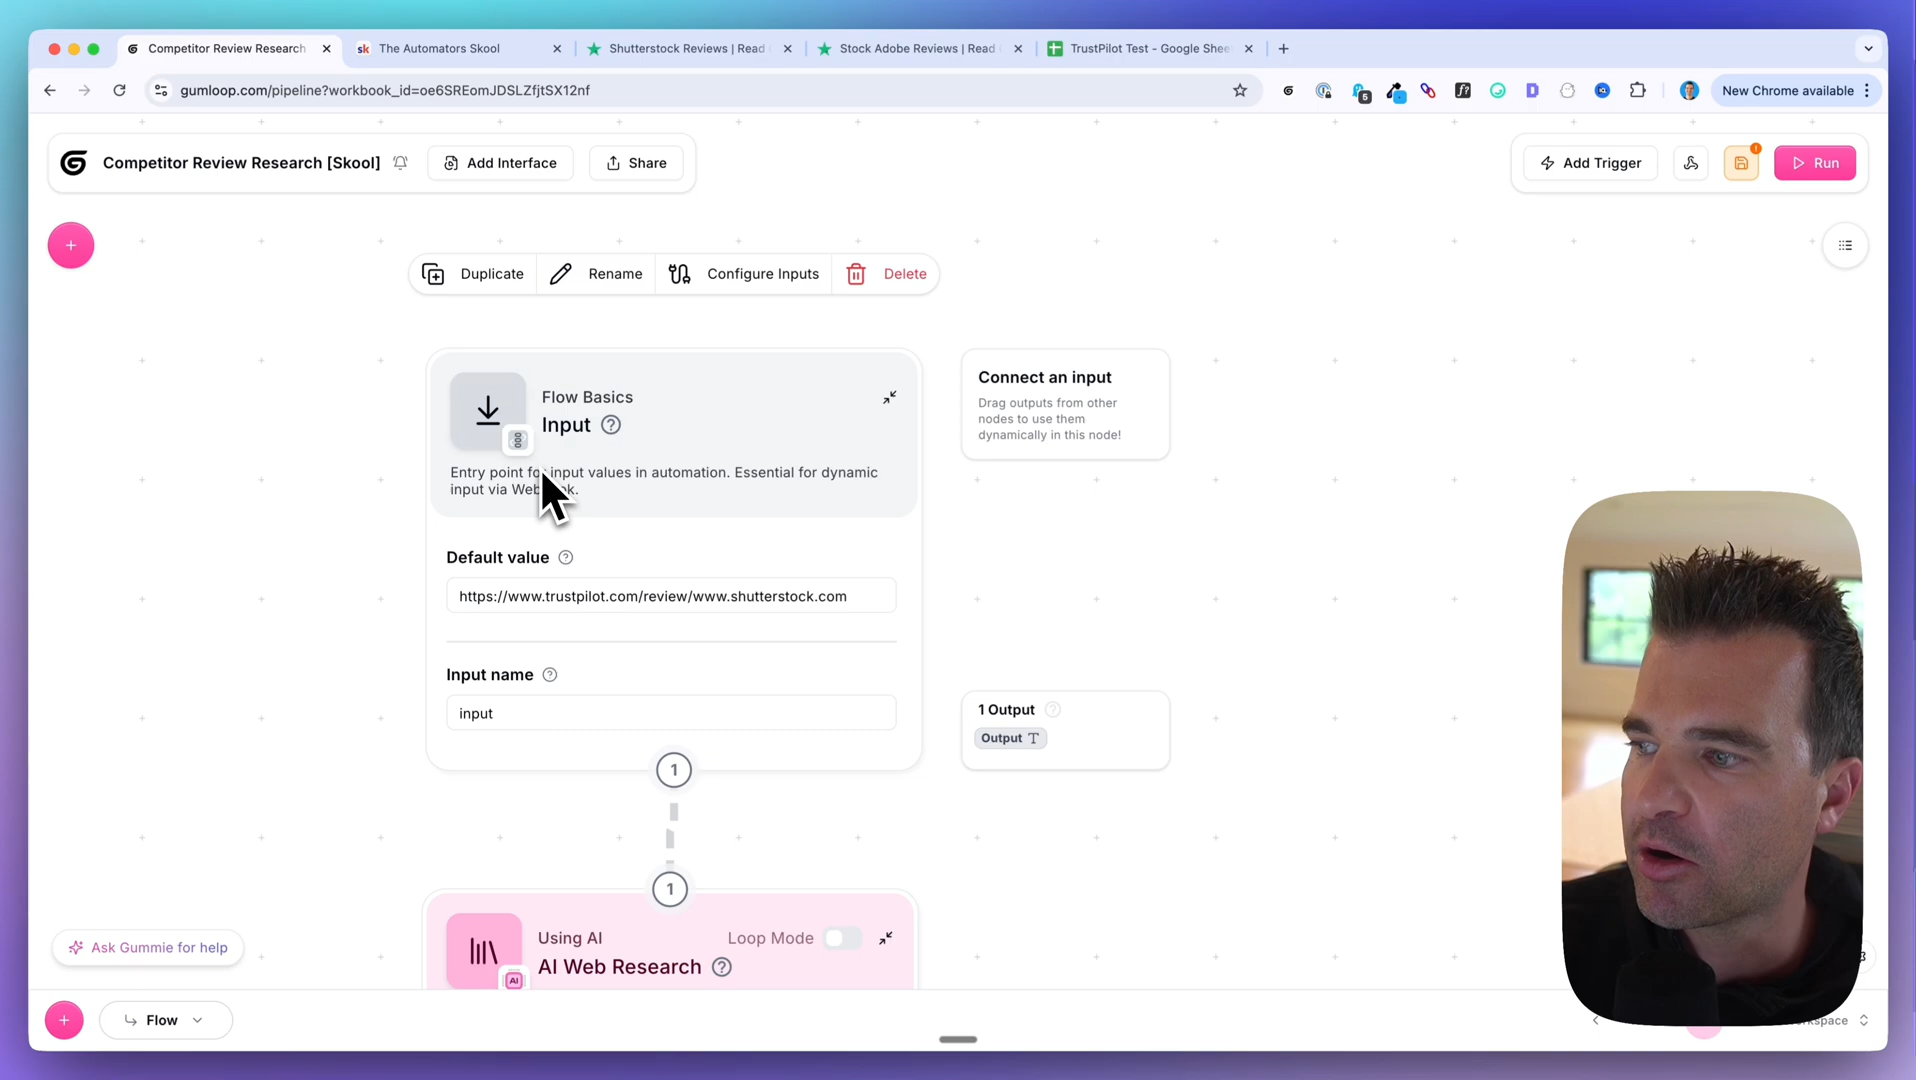 Competitor Review Research
The Automators Skool
Shutterstock Reviews | Read
Stock Adobe Reviews | Read
TrustPilot Test - Google Shee
gumloop.com/pipeline?workbook_id=oe6SREomJDSLZfjtSX12nf
5
f?
D
New Chrome available
Competitor Review Research [Skool]
Add Interface
Share
Add Trigger
Run
Duplicate
Rename
Configure Inputs
Delete
Flow Basics
Input
Entry point for input values in automation. Essential for dynamic
input via Webhook.
Connect an input
Drag outputs from other
nodes to use them
dynamically in this node!
Default value
https://www.trustpilot.com/review/www.shutterstock.com
Input name
input
1 Output
Output T
1
1
Using AI
Loop Mode
AI Web Research
AI
Ask Gummie for help
Flow